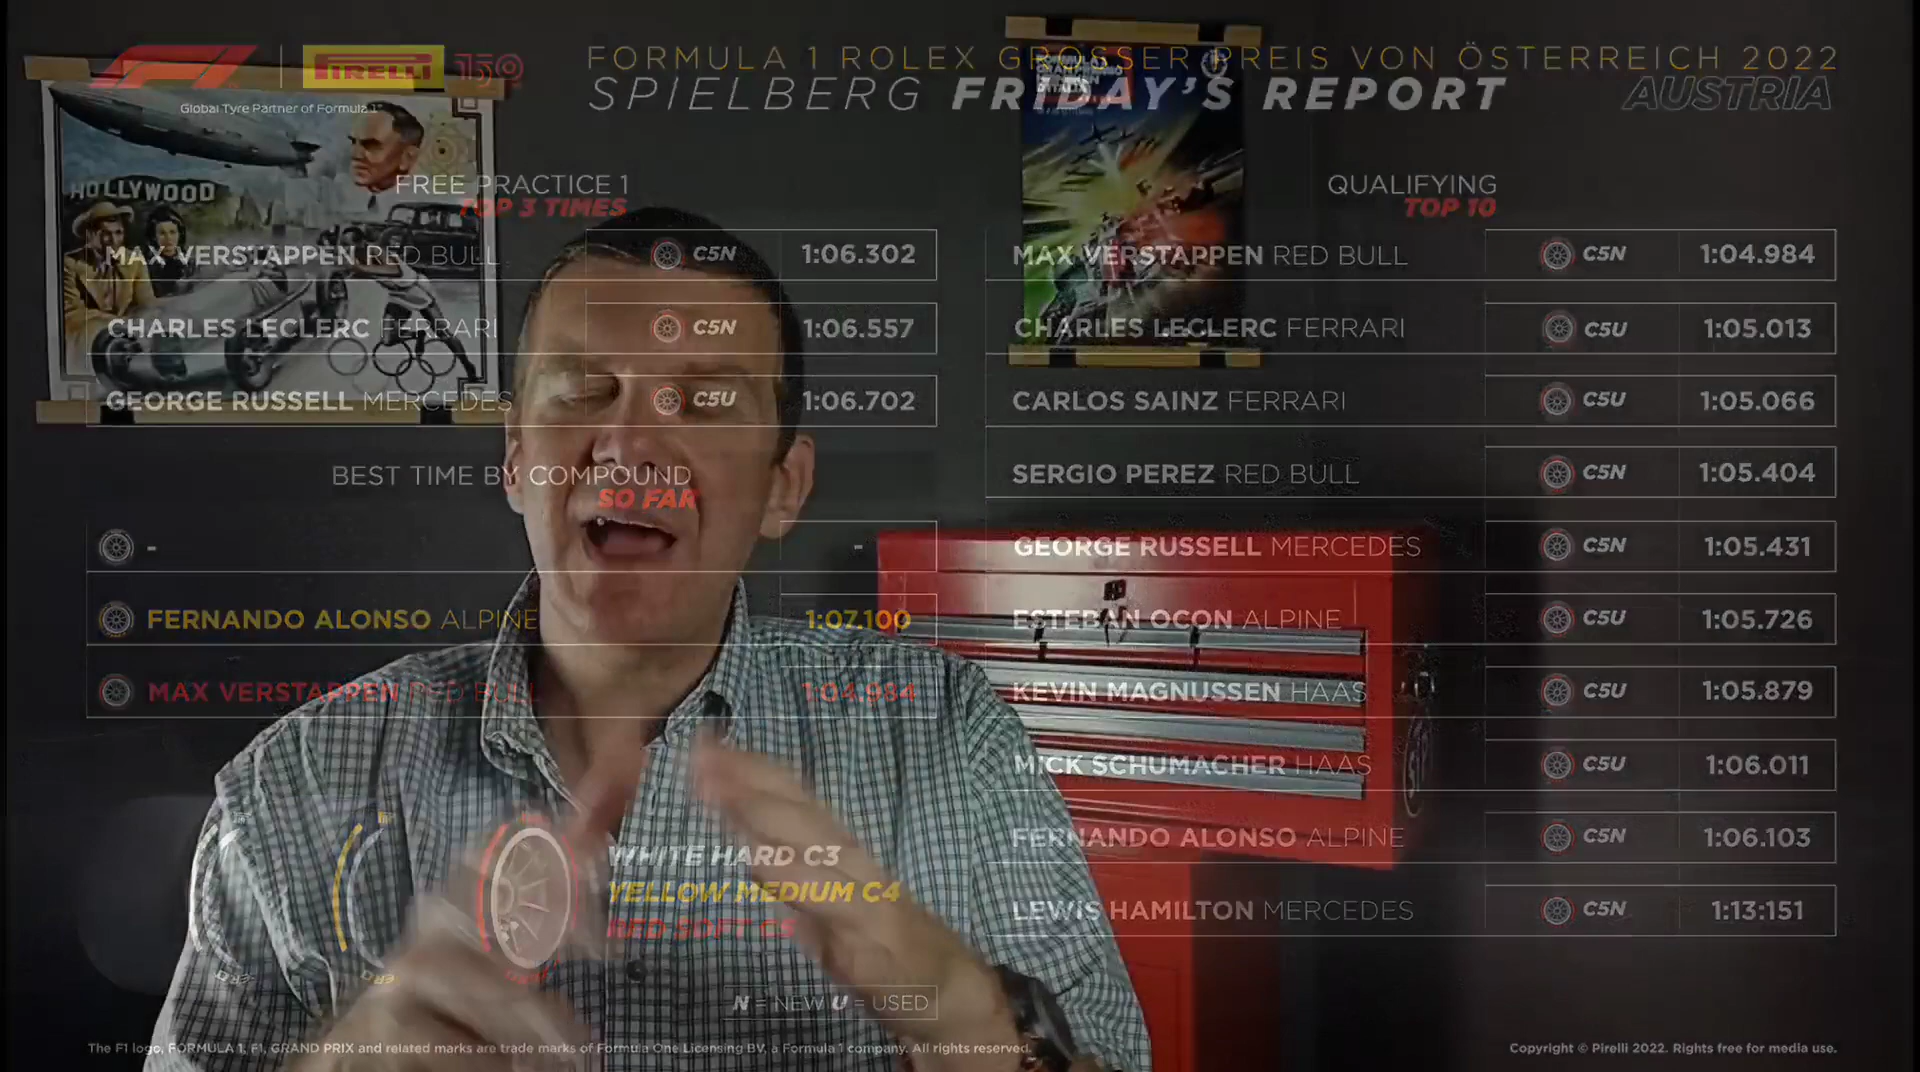 F1
PIRELLI 150
Global Tyre Partner of Formula 1
FORMULA 1 ROLEX GROSSER PREIS VON ÖSTERREICH 2022
SPIELBERG FRIDAY'S REPORT
AUSTRIA
HOLLYWOOD
FREE PRACTICE 1
TOP 3 TIMES
MAX VERSTAPPEN RED BULL C5N 1:06.302
CHARLES LECLERC FERRARI C5N 1:06.557
GEORGE RUSSELL MERCEDES C5U 1:06.702
BEST TIME BY COMPOUND
SO FAR
- -
FERNANDO ALONSO ALPINE 1:07.100
MAX VERSTAPPEN RED BULL 1:04.984
WHITE HARD C3
YELLOW MEDIUM C4
RED SOFT C5
N = NEW U = USED
QUALIFYING
TOP 10
MAX VERSTAPPEN RED BULL C5N 1:04.984
CHARLES LECLERC FERRARI C5U 1:05.013
CARLOS SAINZ FERRARI C5U 1:05.066
SERGIO PEREZ RED BULL C5N 1:05.404
GEORGE RUSSELL MERCEDES C5N 1:05.431
ESTEBAN OCON ALPINE C5U 1:05.726
KEVIN MAGNUSSEN HAAS C5U 1:05.879
MICK SCHUMACHER HAAS C5U 1:06.011
FERNANDO ALONSO ALPINE C5N 1:06.103
LEWIS HAMILTON MERCEDES C5N 1:13:151
The F1 logo, FORMULA 1, F1, GRAND PRIX and related marks are trade marks of Formula One Licensing BV, a Formula 1 company. All rights reserved.
Copyright © Pirelli 2022. Rights free for media use.